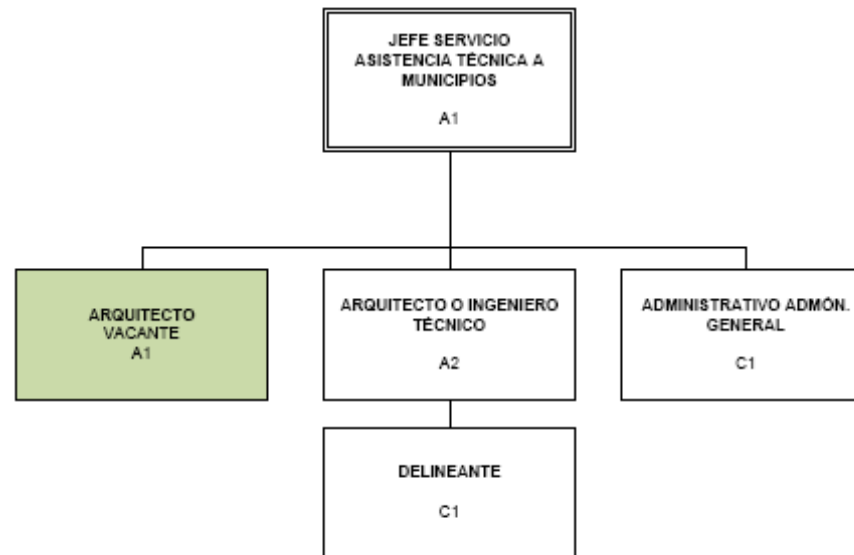 JEFE SERVICIO
ASISTENCIA TÉCNICA A
MUNICIPIOS
A1
ARQUITECTO
VACANTE
A1
ARQUITECTO O INGENIERO
TÉCNICO
A2
ADMINISTRATIVO ADMÓN.
GENERAL
C1
DELINEANTE
C1